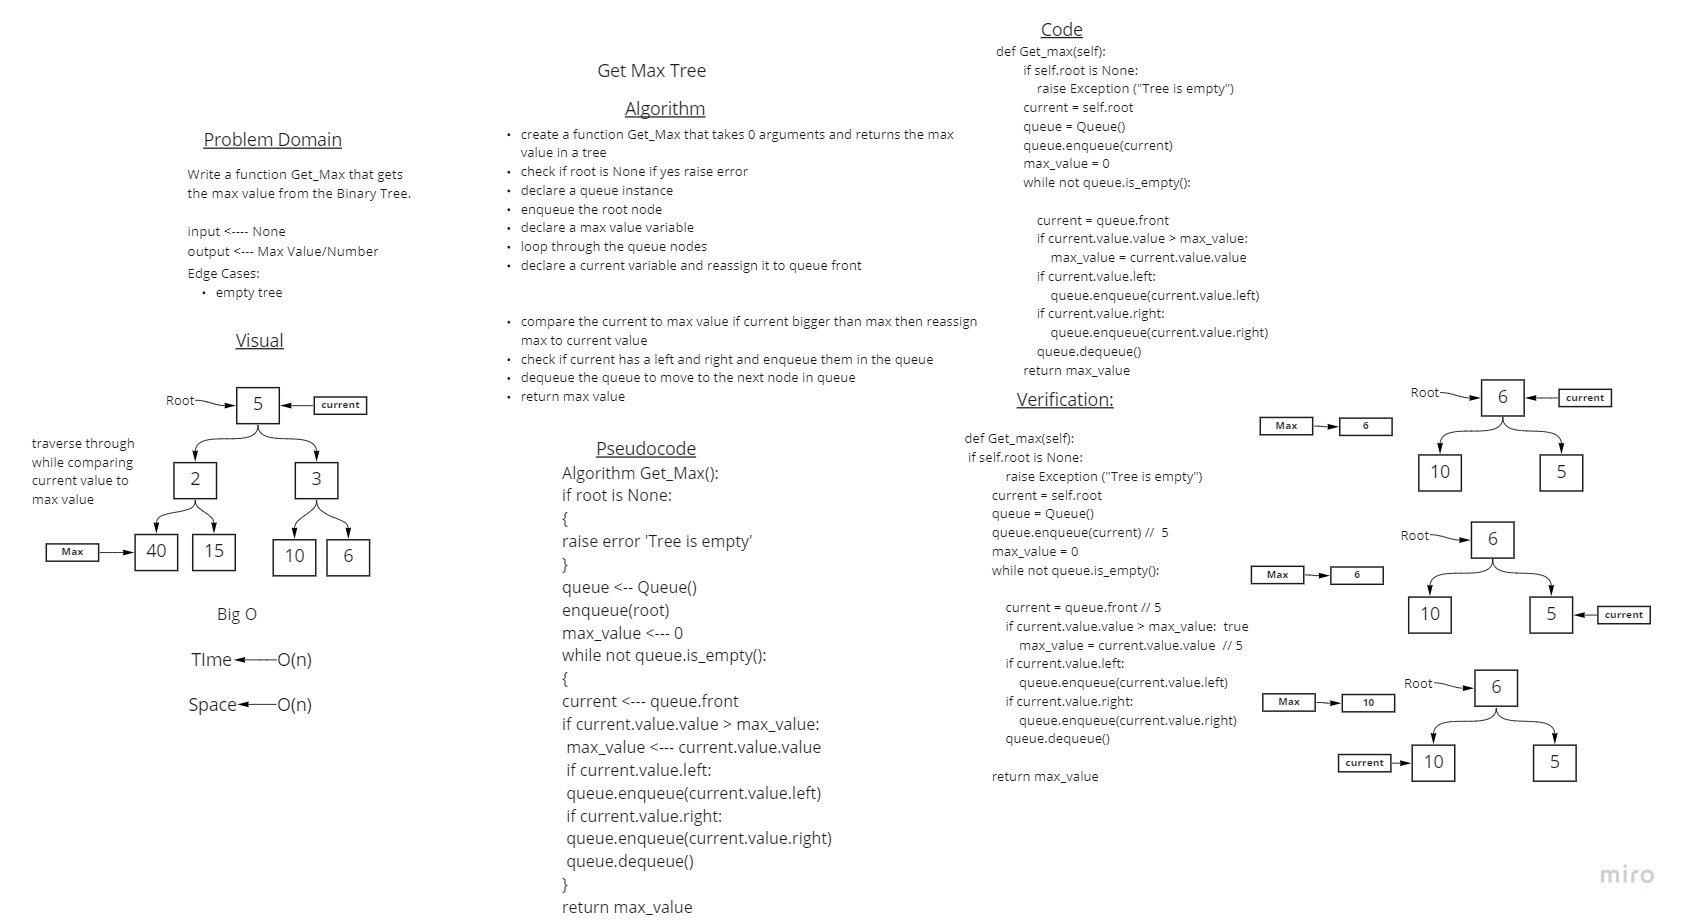 Problem Domain
Write a function Get_Max that gets
the max value from the Binary Tree.
input <---- None
output <--- Max Value/Number
Edge Cases:
• empty tree
Visual
Root
5
current
traverse through
while comparing
current value to
max value
2
3
Max
40
15
10
6
Big O
TIme
O(n)
Space
O(n)
Get Max Tree
Algorithm
• create a function Get_Max that takes 0 arguments and returns the max
value in a tree
• check if root is None if yes raise error
• declare a queue instance
• enqueue the root node
• declare a max value variable
• loop through the queue nodes
• declare a current variable and reassign it to queue front
• compare the current to max value if current bigger than max then reassign
max to current value
• check if current has a left and right and enqueue them in the queue
• dequeue the queue to move to the next node in queue
• return max value
Pseudocode
Algorithm Get_Max():
if root is None:
{
raise error 'Tree is empty'
}
queue <-- Queue()
enqueue(root)
max_value <--- 0
while not queue.is_empty():
{
current <--- queue.front
if current.value.value > max_value:
max_value <--- current.value.value
if current.value.left:
queue.enqueue(current.value.left)
if current.value.right:
queue.enqueue(current.value.right)
queue.dequeue()
}
return max_value
Code
def Get_max(self):
if self.root is None:
raise Exception ("Tree is empty")
current = self.root
queue = Queue()
queue.enqueue(current)
max_value = 0
while not queue.is_empty():
current = queue.front
if current.value.value > max_value:
max_value = current.value.value
if current.value.left:
queue.enqueue(current.value.left)
if current.value.right:
queue.enqueue(current.value.right)
queue.dequeue()
return max_value
Verification:
def Get_max(self):
if self.root is None:
raise Exception ("Tree is empty")
current = self.root
queue = Queue()
queue.enqueue(current) // 5
max_value = 0
while not queue.is_empty():
current = queue.front // 5
if current.value.value > max_value: true
max_value = current.value.value // 5
if current.value.left:
queue.enqueue(current.value.left)
if current.value.right:
queue.enqueue(current.value.right)
queue.dequeue()
return max_value
Root
6
current
Max
6
10
5
Root
6
Max
6
10
5
current
Root
6
Max
10
current
10
5
miro